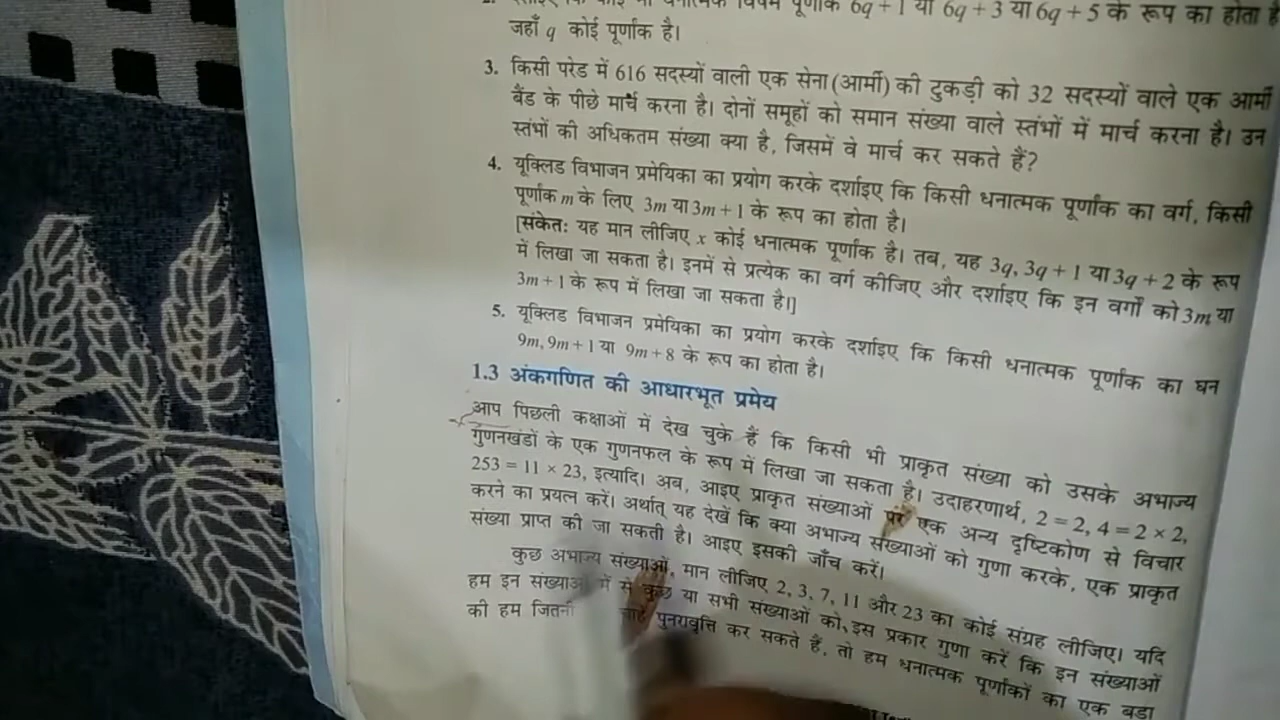 पूर्णांक 6q + 1 या 6q + 3 या 6q + 5 के रूप का होता है
जहाँ q कोई पूर्णांक है।
3. किसी परेड में 616 सदस्यों वाली एक सेना (आर्मी) की टुकड़ी को 32 सदस्यों वाले एक आर्मी
बैंड के पीछे मार्च करना है। दोनों समूहों को समान संख्या वाले स्तंभों में मार्च करना है। उन
स्तंभों की अधिकतम संख्या क्या है, जिसमें वे मार्च कर सकते हैं?
4. यूक्लिड विभाजन प्रमेयिका का प्रयोग करके दर्शाइए कि किसी धनात्मक पूर्णांक का वर्ग, किसी
पूर्णांक m के लिए 3m या 3m + 1 के रूप का होता है।
[संकेत: यह मान लीजिए x कोई धनात्मक पूर्णांक है। तब, यह 3q, 3q + 1 या 3q + 2 के रूप
में लिखा जा सकता है। इनमें से प्रत्येक का वर्ग कीजिए और दर्शाइए कि इन वर्गों को 3m या
3m + 1 के रूप में लिखा जा सकता है।]
5. यूक्लिड विभाजन प्रमेयिका का प्रयोग करके दर्शाइए कि किसी धनात्मक पूर्णांक का घन
9m, 9m + 1 या 9m + 8 के रूप का होता है।
1.3 अंकगणित की आधारभूत प्रमेय
आप पिछली कक्षाओं में देख चुके हैं कि किसी भी प्राकृत संख्या को उसके अभाज्य
गुणनखंडों के एक गुणनफल के रूप में लिखा जा सकता है। उदाहरणार्थ, 2 = 2, 4 = 2 × 2,
253 = 11 × 23, इत्यादि। अब, आइए प्राकृत संख्याओं पर एक अन्य दृष्टिकोण से विचार
करने का प्रयत्न करें। अर्थात् यह देखें कि क्या अभाज्य संख्याओं को गुणा करके, एक प्राकृत
संख्या प्राप्त की जा सकती है। आइए इसकी जाँच करें।
कुछ अभाज्य संख्याओं, मान लीजिए 2, 3, 7, 11 और 23 का कोई संग्रह लीजिए। यदि
हम इन संख्याओं में से कुछ या सभी संख्याओं को, इस प्रकार गुणा करें कि इन संख्याओं
की हम जितनी चाहें पुनरावृत्ति कर सकते हैं, तो हम धनात्मक पूर्णांकों का एक बड़ा